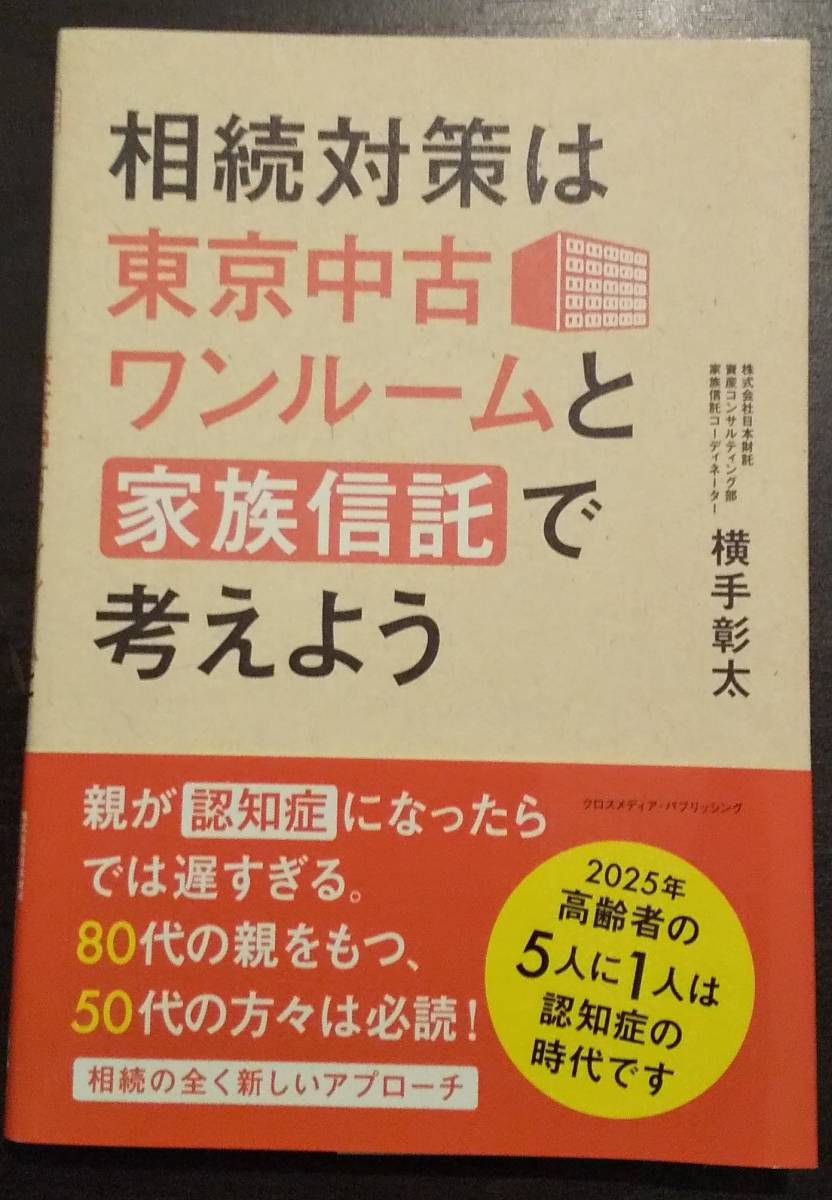 相続対策は
東京中古
ワンルームと
家族信託で
考えよう
株式会社日本財託
資産コンサルティング部
家族信託コーディネーター
横手彰太
クロスメディア・パブリッシング
親が認知症になったら
では遅すぎる。
80代の親をもつ、
50代の方々は必読!
相続の全く新しいアプローチ
2025年
高齢者の
5人に1人は
認知症の
時代です